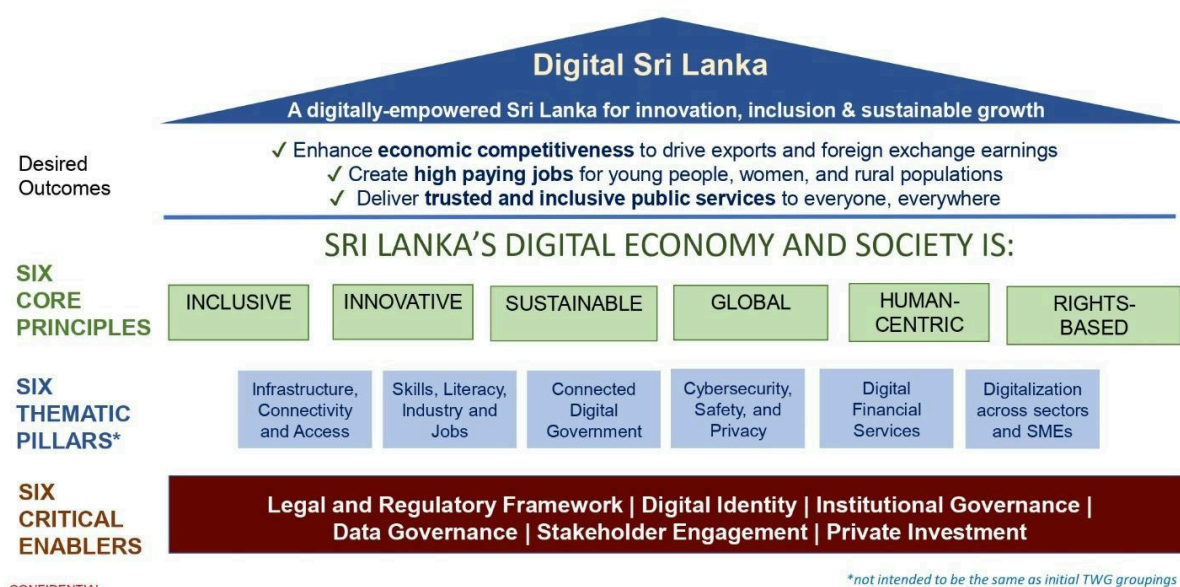 Digital Sri Lanka
A digitally-empowered Sri Lanka for innovation, inclusion & sustainable growth
Desired
Outcomes
✓ Enhance economic competitiveness to drive exports and foreign exchange earnings
✓ Create high paying jobs for young people, women, and rural populations
✓ Deliver trusted and inclusive public services to everyone, everywhere
SRI LANKA'S DIGITAL ECONOMY AND SOCIETY IS:
SIX
CORE
PRINCIPLES
INCLUSIVE
INNOVATIVE
SUSTAINABLE
GLOBAL
HUMAN-
CENTRIC
RIGHTS-
BASED
SIX
THEMATIC
PILLARS*
Infrastructure,
Connectivity
and Access
Skills, Literacy,
Industry and
Jobs
Connected
Digital
Government
Cybersecurity,
Safety, and
Privacy
Digital
Financial
Services
Digitalization
across sectors
and SMEs
SIX
CRITICAL
ENABLERS
Legal and Regulatory Framework | Digital Identity | Institutional Governance |
Data Governance | Stakeholder Engagement | Private Investment
*not intended to be the same as initial TWG groupings
CONFIDENTIAL